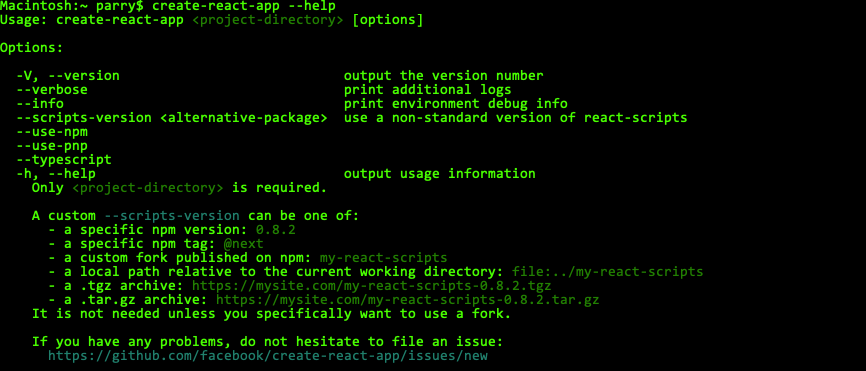 Macintosh:~ parry$ create-react-app --help
Usage: create-react-app <project-directory> [options]

Options:

  -V, --version                            output the version number
  --verbose                                print additional logs
  --info                                   print environment debug info
  --scripts-version <alternative-package>  use a non-standard version of react-scripts
  --use-npm
  --use-pnp
  --typescript
  -h, --help                               output usage information
    Only <project-directory> is required.

    A custom --scripts-version can be one of:
      - a specific npm version: 0.8.2
      - a specific npm tag: @next
      - a custom fork published on npm: my-react-scripts
      - a local path relative to the current working directory: file:../my-react-scripts
      - a .tgz archive: https://mysite.com/my-react-scripts-0.8.2.tgz
      - a .tar.gz archive: https://mysite.com/my-react-scripts-0.8.2.tar.gz
    It is not needed unless you specifically want to use a fork.

    If you have any problems, do not hesitate to file an issue:
      https://github.com/facebook/create-react-app/issues/new